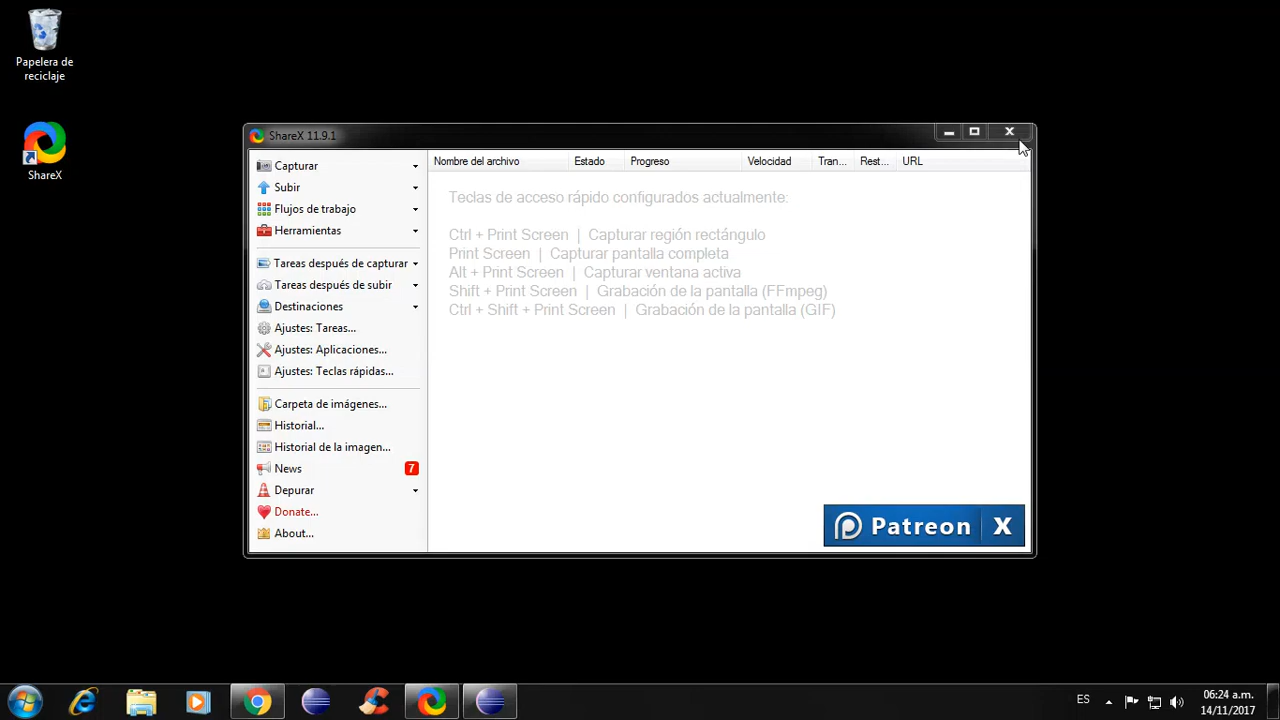 Papelera de
reciclaje
ShareX
ShareX 11.9.1
Capturar
Subir
Flujos de trabajo
Herramientas
Tareas después de capturar
Tareas después de subir
Destinaciones
Ajustes: Tareas...
Ajustes: Aplicaciones...
Ajustes: Teclas rápidas...
Carpeta de imágenes...
Historial...
Historial de la imagen...
News 7
Depurar
Donate...
About...
Nombre del archivo Estado Progreso Velocidad Tran... Rest... URL
Teclas de acceso rápido configurados actualmente:
Ctrl + Print Screen | Capturar región rectángulo
Print Screen | Capturar pantalla completa
Alt + Print Screen | Capturar ventana activa
Shift + Print Screen | Grabación de la pantalla (FFmpeg)
Ctrl + Shift + Print Screen | Grabación de la pantalla (GIF)
Patreon X
ES
06:24 a.m.
14/11/2017